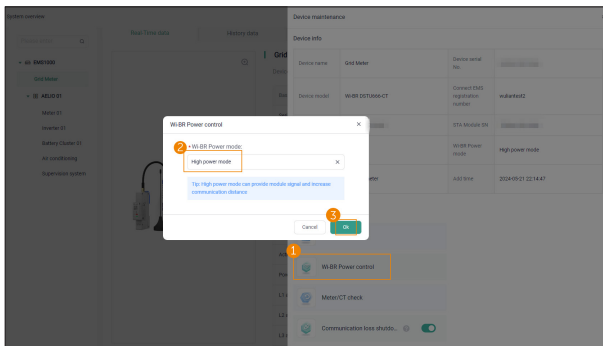 System overview
Real-Time data
History data
EMS1000
Grid Meter
AELIO 01
Meter 01
Inverter 01
Battery Cluster 01
Air conditioning
Supervision system
Grid
Device maintenance
Device info
Device name
Grid Meter
Device serial No.
Device model
Wi-BR DSTU666-CT
Connect EMS registration number
wubantest2
STA-Module SN
Wi-BR Power mode
High power mode
Add time
2024-05-21 22:14:47
Wi-BR Power control
×
2
* Wi-BR Power mode:
High power mode
×
Tip: High power mode can provide module signal and increase
communication distance
3
Cancel
Ok
1
Wi-BR Power control
Meter/CT check
Communication loss shutdo...